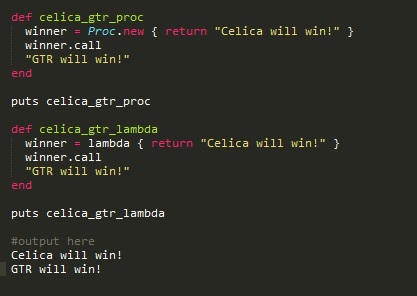 def celica_gtr_proc
  winner = Proc.new { return "Celica will win!" }
  winner.call
  "GTR will win!"
end

puts celica_gtr_proc

def celica_gtr_lambda
  winner = lambda { return "Celica will win!" }
  winner.call
  "GTR will win!"
end

puts celica_gtr_lambda

#output here
Celica will win!
GTR will win!